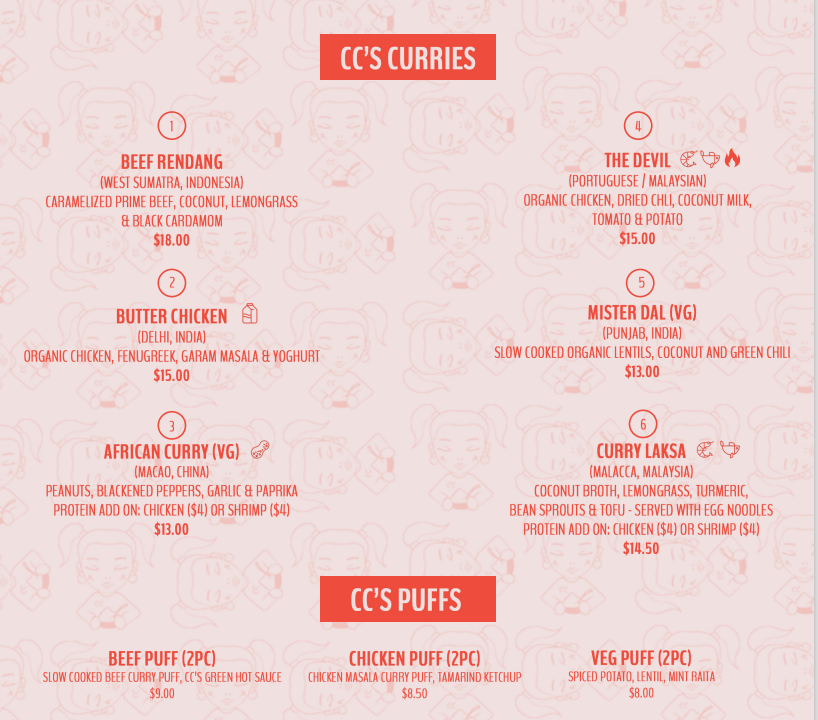 CC'S CURRIES
1
BEEF RENDANG
(WEST SUMATRA, INDONESIA)
CARAMELIZED PRIME BEEF, COCONUT, LEMONGRASS
& BLACK CARDAMOM
$18.00
2
BUTTER CHICKEN
(DELHI, INDIA)
ORGANIC CHICKEN, FENUGREEK, GARAM MASALA & YOGHURT
$15.00
3
AFRICAN CURRY (VG)
(MACAO, CHINA)
PEANUTS, BLACKENED PEPPERS, GARLIC & PAPRIKA
PROTEIN ADD ON: CHICKEN ($4) OR SHRIMP ($4)
$13.00
4
THE DEVIL
(PORTUGUESE / MALAYSIAN)
ORGANIC CHICKEN, DRIED CHLI, COCONUT MILK,
TOMATO & POTATO
$15.00
5
MISTER DAL (VG)
(PUNJAB, INDIA)
SLOW COOKED ORGANIC LENTILS, COCONUT AND GREEN CHILI
$13.00
6
CURRY LAKSA
(MALACCA, MALAYSIA)
COCONUT BROTH, LEMONGRASS, TURMERIC,
BEAN SPROUTS & TOFU - SERVED WITH EGG NOODLES
PROTEIN ADD ON: CHICKEN ($4) OR SHRIMP ($4)
$14.50
CC'S PUFFS
BEEF PUFF (2PC)
SLOW COOKED BEEF CURRY PUFF, CC'S GREEN HOT SAUCE
$9.00
CHICKEN PUFF (2PC)
CHICKEN MASALA CURRY PUFF, TAMARIND KETCHUP
$8.50
VEG PUFF (2PC)
SPICED POTATO, LENTIL, MINT RAITA
$8.00